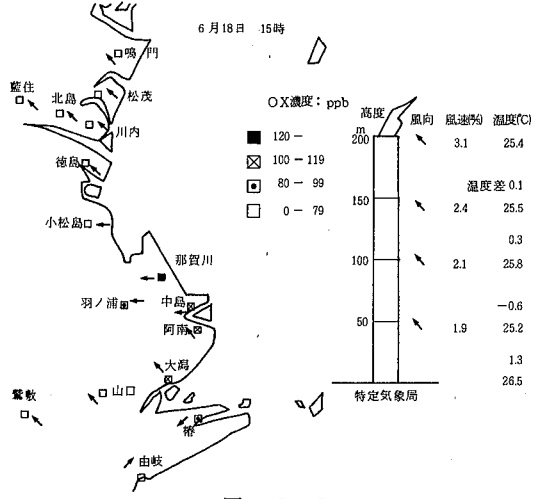 6月18日 15時
鳴門
藍住
北島
松茂
川内
徳島
小松島
那賀川
羽ノ浦
中島
阿南
大潟
鷲敷
山口
椿
由岐
OX濃度: ppb
120 −
100 − 119
80 − 99
0 − 79
高度
m
風向 風速(㎧) 温度(℃)
200 3.1 25.4
温度差 0.1
150 2.4 25.5
0.3
100 2.1 25.8
−0.6
50 1.9 25.2
1.3
26.5
特定気象局